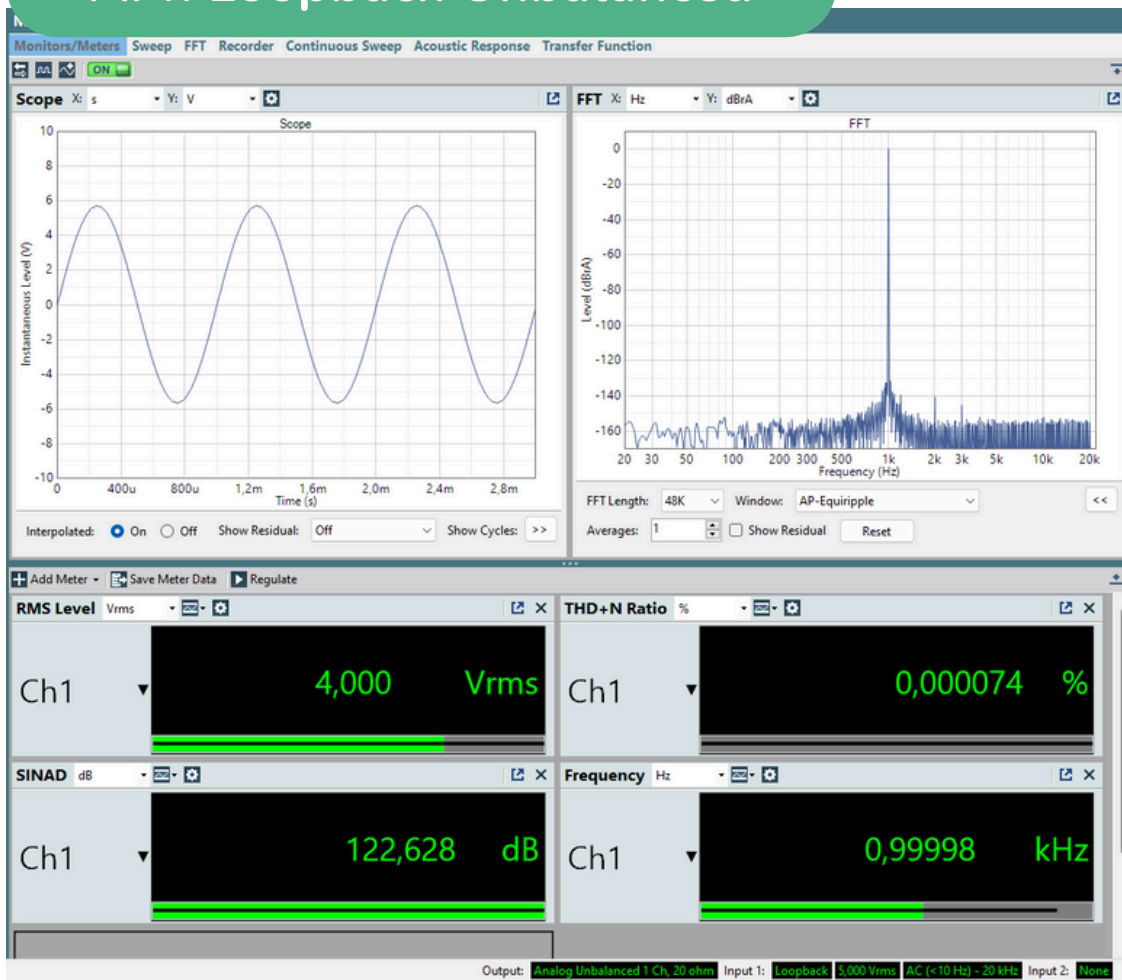 Loopback Unbalanced
Monitors/Meters Sweep FFT Recorder Continuous Sweep Acoustic Response Transfer Function
ON
Scope X: s Y: V
Scope
10
8
6
4
2
0
-2
-4
-6
-8
-10
Instantaneous Level (V)
0 400u 800u 1,2m 1,6m 2,0m 2,4m 2,8m
Time (s)
Interpolated: On Off Show Residual: Off Show Cycles: >>
FFT X: Hz Y: dBrA
FFT
0
-20
-40
-60
-80
-100
-120
-140
-160
Level (dBrA)
20 30 50 100 200 300 500 1k 2k 3k 5k 10k 20k
Frequency (Hz)
FFT Length: 48K Window: AP-Equiripple <<
Averages: 1 Show Residual Reset
Add Meter Save Meter Data Regulate
RMS Level Vrms
Ch1 4,000 Vrms
THD+N Ratio %
Ch1 0,000074 %
SINAD dB
Ch1 122,628 dB
Frequency Hz
Ch1 0,99998 kHz
Output: Analog Unbalanced 1 Ch, 20 ohm Input 1: Loopback 5,000 Vrms AC (<10 Hz) - 20 kHz Input 2: None